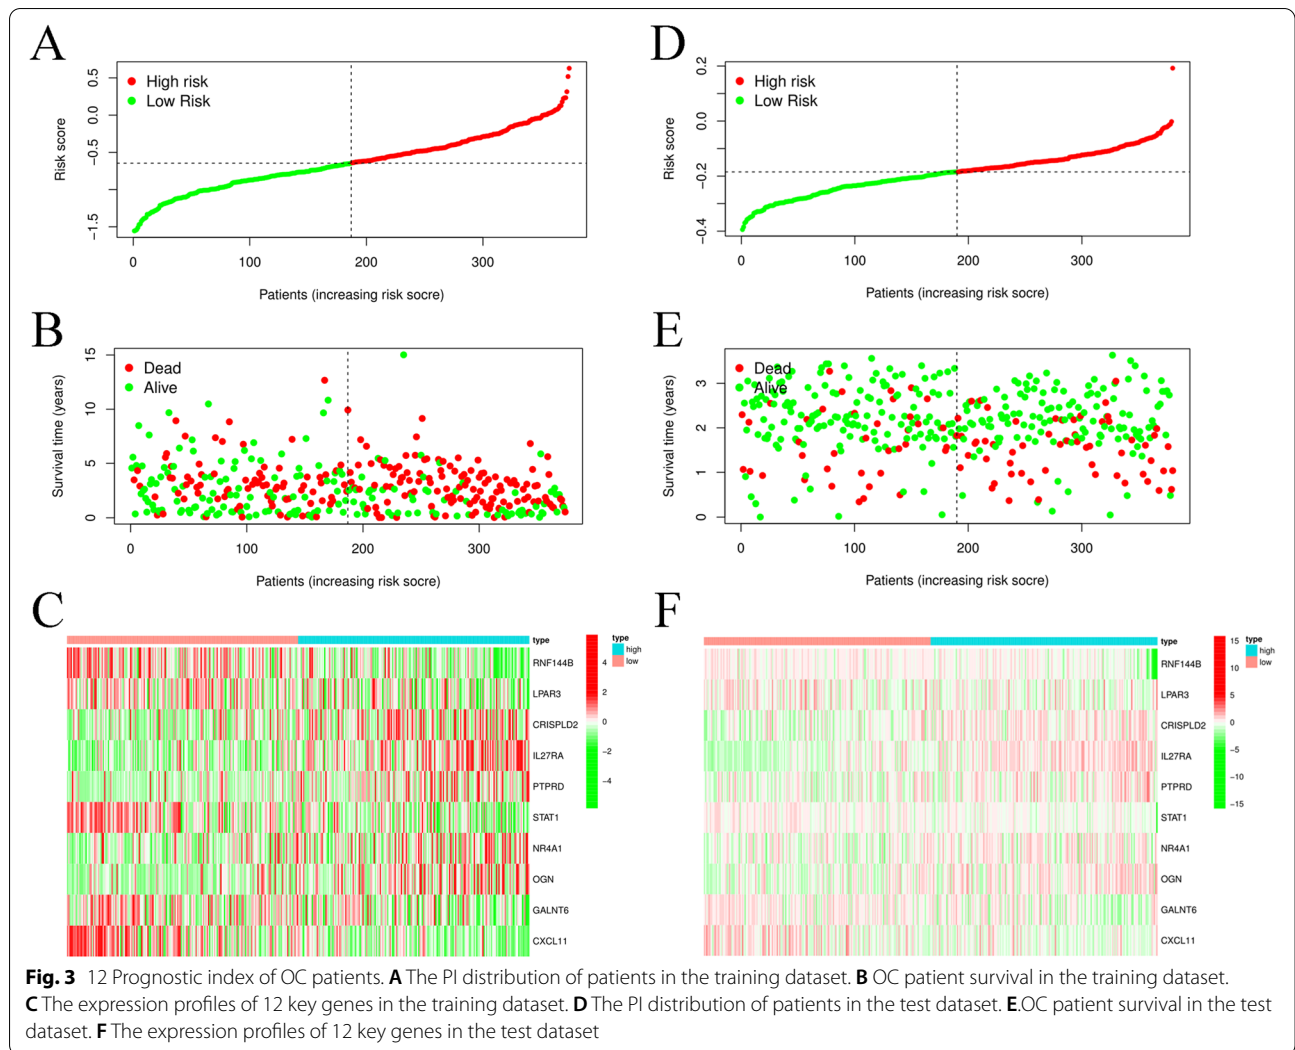 A
High risk
Low Risk
Risk score
0.5
0.0
−0.5
−1.5
0 100 200 300
Patients (increasing risk socre)
D
High risk
Low Risk
Risk score
0.2
0.0
−0.2
−0.4
0 100 200 300
Patients (increasing risk socre)
B
Dead
Alive
Survival time (years)
15
10
5
0
0 100 200 300
Patients (increasing risk socre)
E
Dead
Alive
Survival time (years)
3
2
1
0
0 100 200 300
Patients (increasing risk socre)
C
type
RNF144B
LPAR3
CRISPLD2
IL27RA
PTPRD
STAT1
NR4A1
OGN
GALNT6
CXCL11
4
2
0
−2
−4
type
high
low
F
type
RNF144B
LPAR3
CRISPLD2
IL27RA
PTPRD
STAT1
NR4A1
OGN
GALNT6
CXCL11
15
10
5
0
−5
−10
−15
type
high
low
Fig. 3 12 Prognostic index of OC patients. A The PI distribution of patients in the training dataset. B OC patient survival in the training dataset.
C The expression profiles of 12 key genes in the training dataset. D The PI distribution of patients in the test dataset. E.OC patient survival in the test
dataset. F The expression profiles of 12 key genes in the test dataset